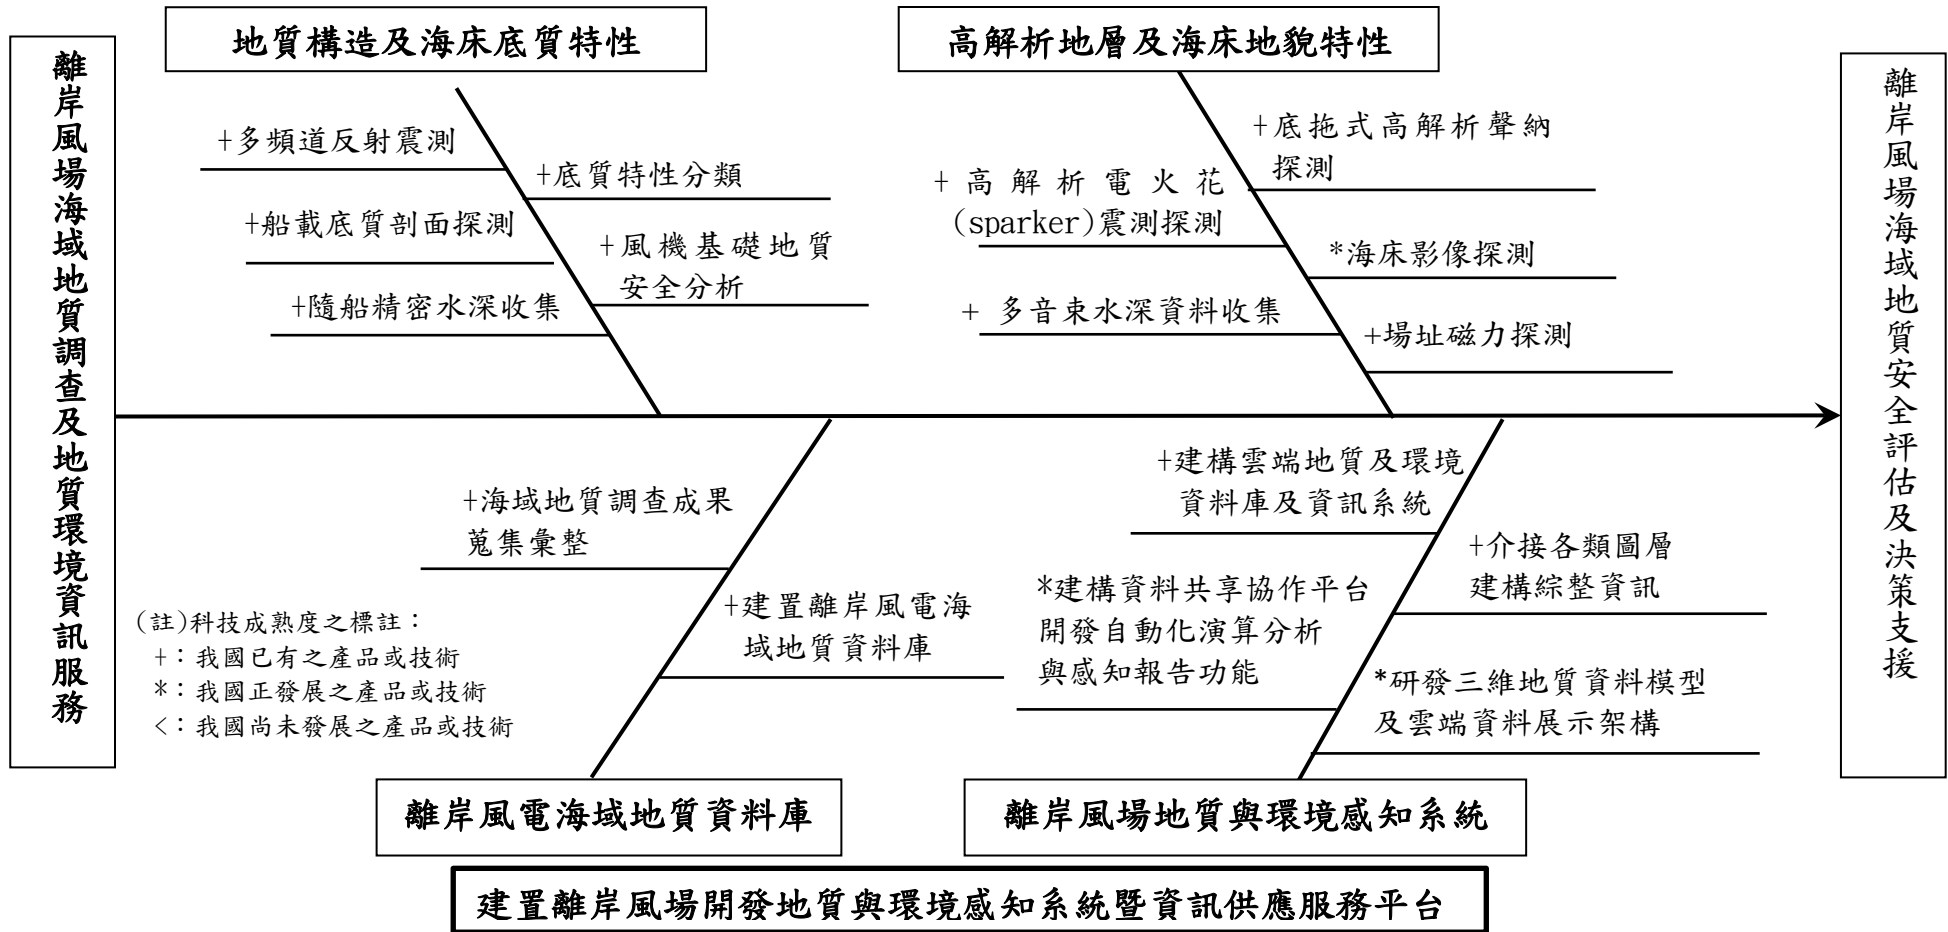 離岸風場海域地質調查及地質環境資訊服務
地質構造及海床底質特性
+多頻道反射震測
+船載底質剖面探測
+隨船精密水深收集
+底質特性分類
+風機基礎地質
安全分析
高解析地層及海床地貌特性
+高解析電火花
(sparker)震測探測
+ 多音束水深資料收集
+底拖式高解析聲納
探測
*海床影像探測
+場址磁力探測
離岸風場海域地質安全評估及決策支援
+海域地質調查成果
蒐集彙整
+建置離岸風電海
域地質資料庫
離岸風電海域地質資料庫
+建構雲端地質及環境
資料庫及資訊系統
*建構資料共享協作平台
開發自動化演算分析
與感知報告功能
+介接各類圖層
建構綜整資訊
*研發三維地質資料模型
及雲端資料展示架構
離岸風場地質與環境感知系統
(註)科技成熟度之標註：
+：我國已有之產品或技術
*：我國正發展之產品或技術
<：我國尚未發展之產品或技術
建置離岸風場開發地質與環境感知系統暨資訊供應服務平台